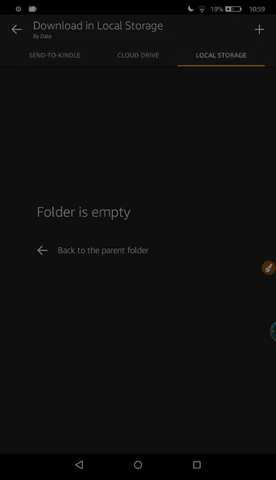 19% 10:59
Download in Local Storage
By Date
SEND-TO-KINDLE CLOUD DRIVE LOCAL STORAGE
Folder is empty
Back to the parent folder